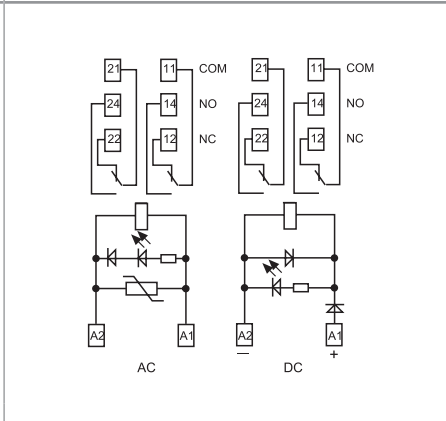 21 11 COM 21 11 COM
24 14 NO 24 14 NO
22 12 NC 22 12 NC
A2 A1 A2 A1
— +
AC DC